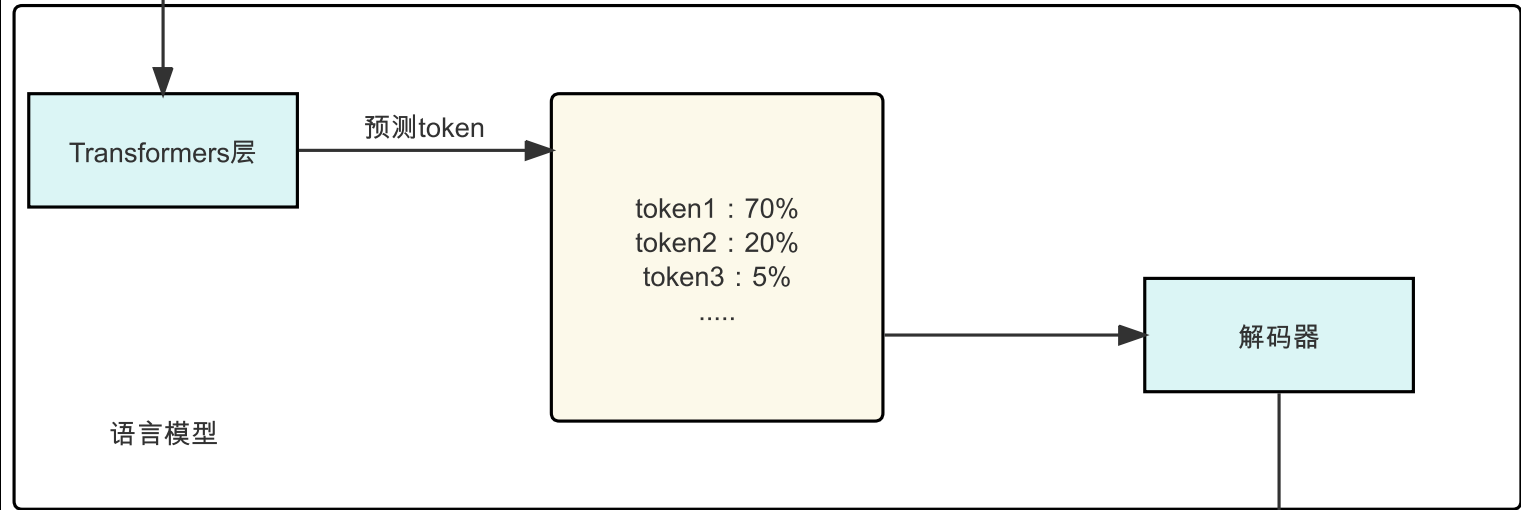 预测token
Transformers层
token1：70%
token2：20%
token3：5%
.....
解码器
语言模型